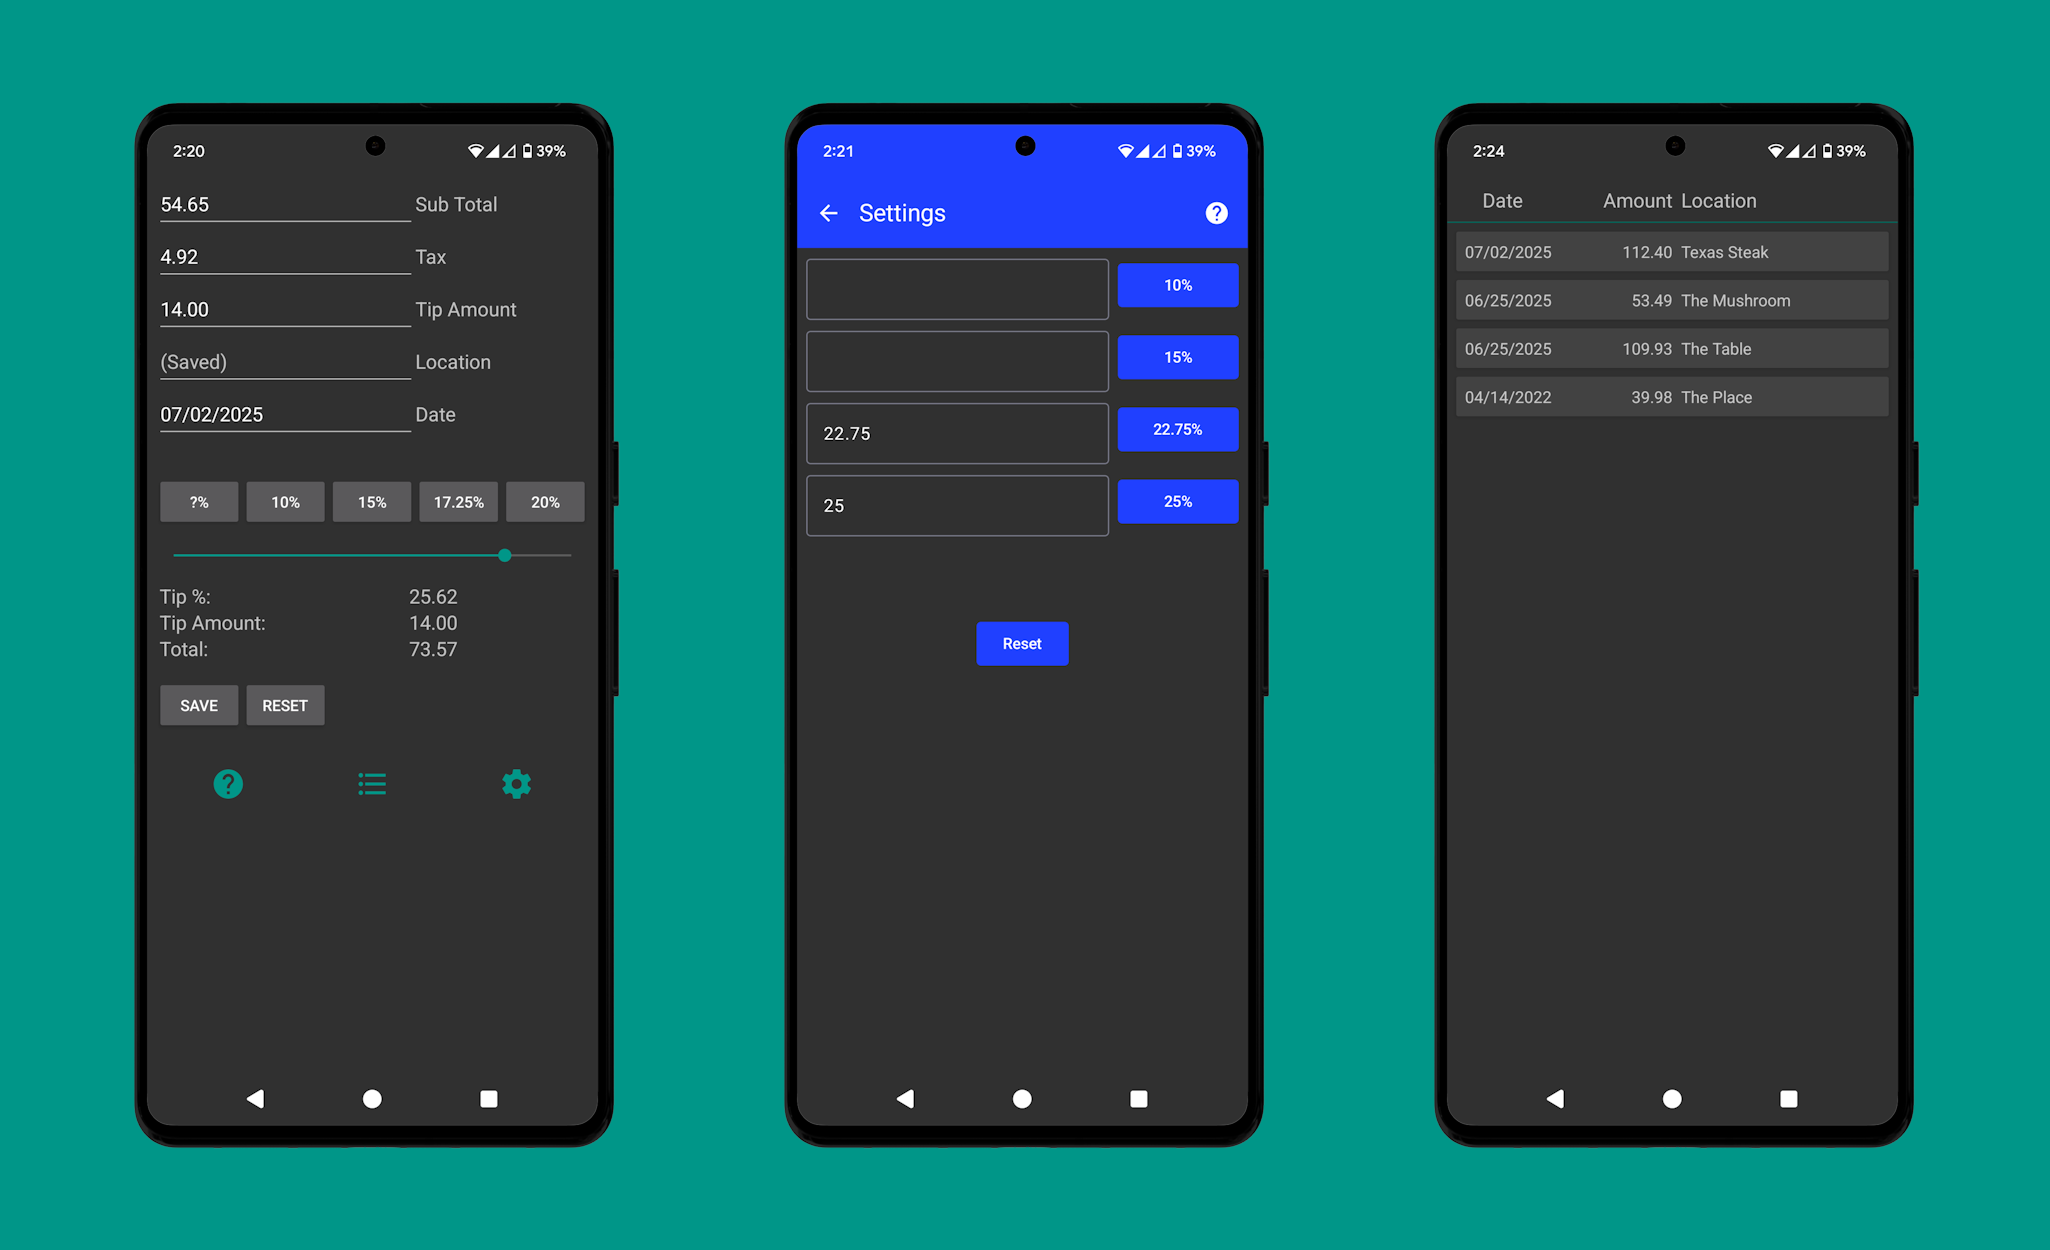 2:20 39%
54.65 Sub Total
4.92 Tax
14.00 Tip Amount
(Saved) Location
07/02/2025 Date
?% 10% 15% 17.25% 20%
Tip %: 25.62
Tip Amount: 14.00
Total: 73.57
SAVE RESET
?
2:21 39%
Settings ?
10%
15%
22.75 22.75%
25 25%
Reset
2:24 39%
Date Amount Location
07/02/2025 112.40 Texas Steak
06/25/2025 53.49 The Mushroom
06/25/2025 109.93 The Table
04/14/2022 39.98 The Place